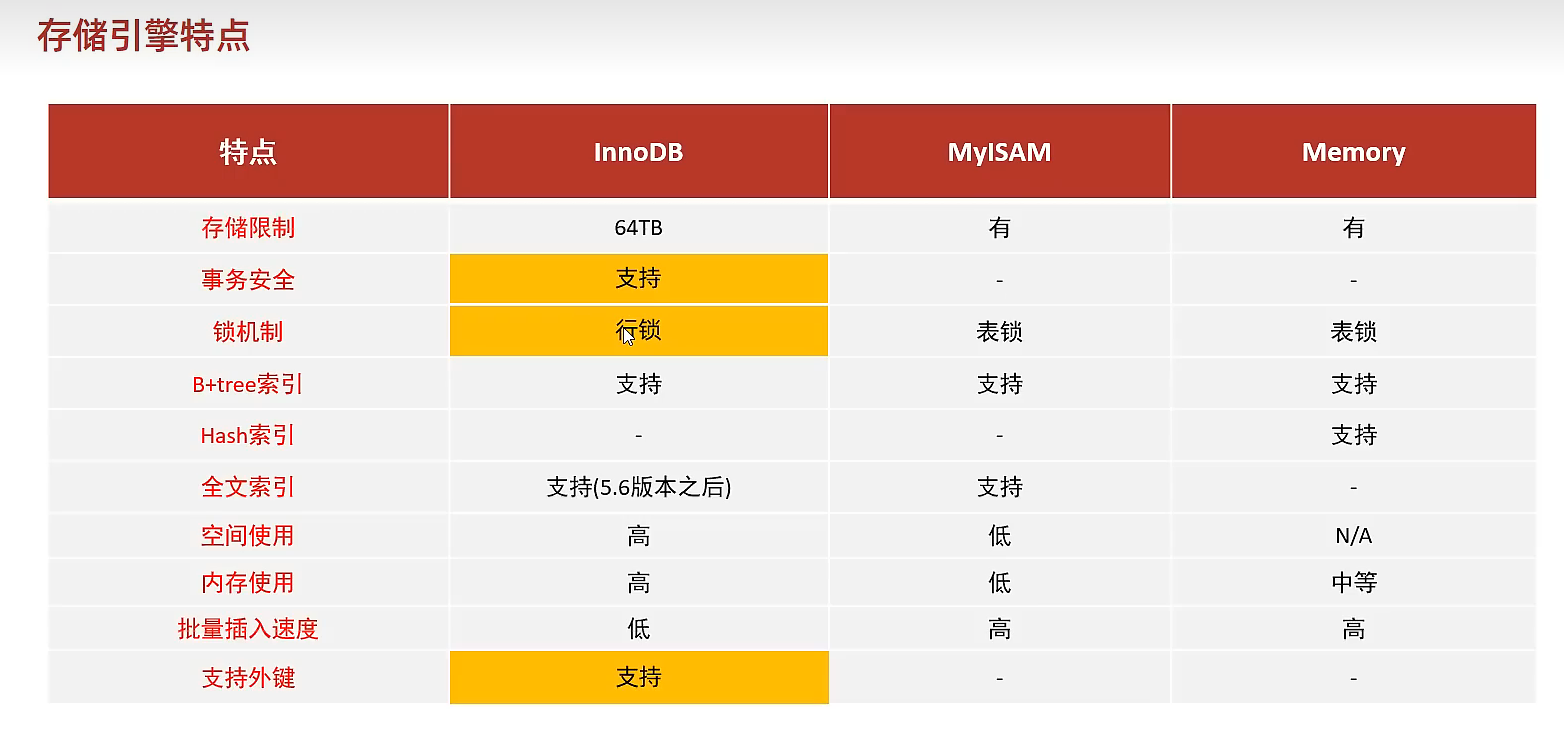 存储引擎特点
特点 InnoDB MyISAM Memory
存储限制 64TB 有 有
事务安全 支持 - -
锁机制 行锁 表锁 表锁
B+tree索引 支持 支持 支持
Hash索引 - - 支持
全文索引 支持(5.6版本之后) 支持 -
空间使用 高 低 N/A
内存使用 高 低 中等
批量插入速度 低 高 高
支持外键 支持 - -